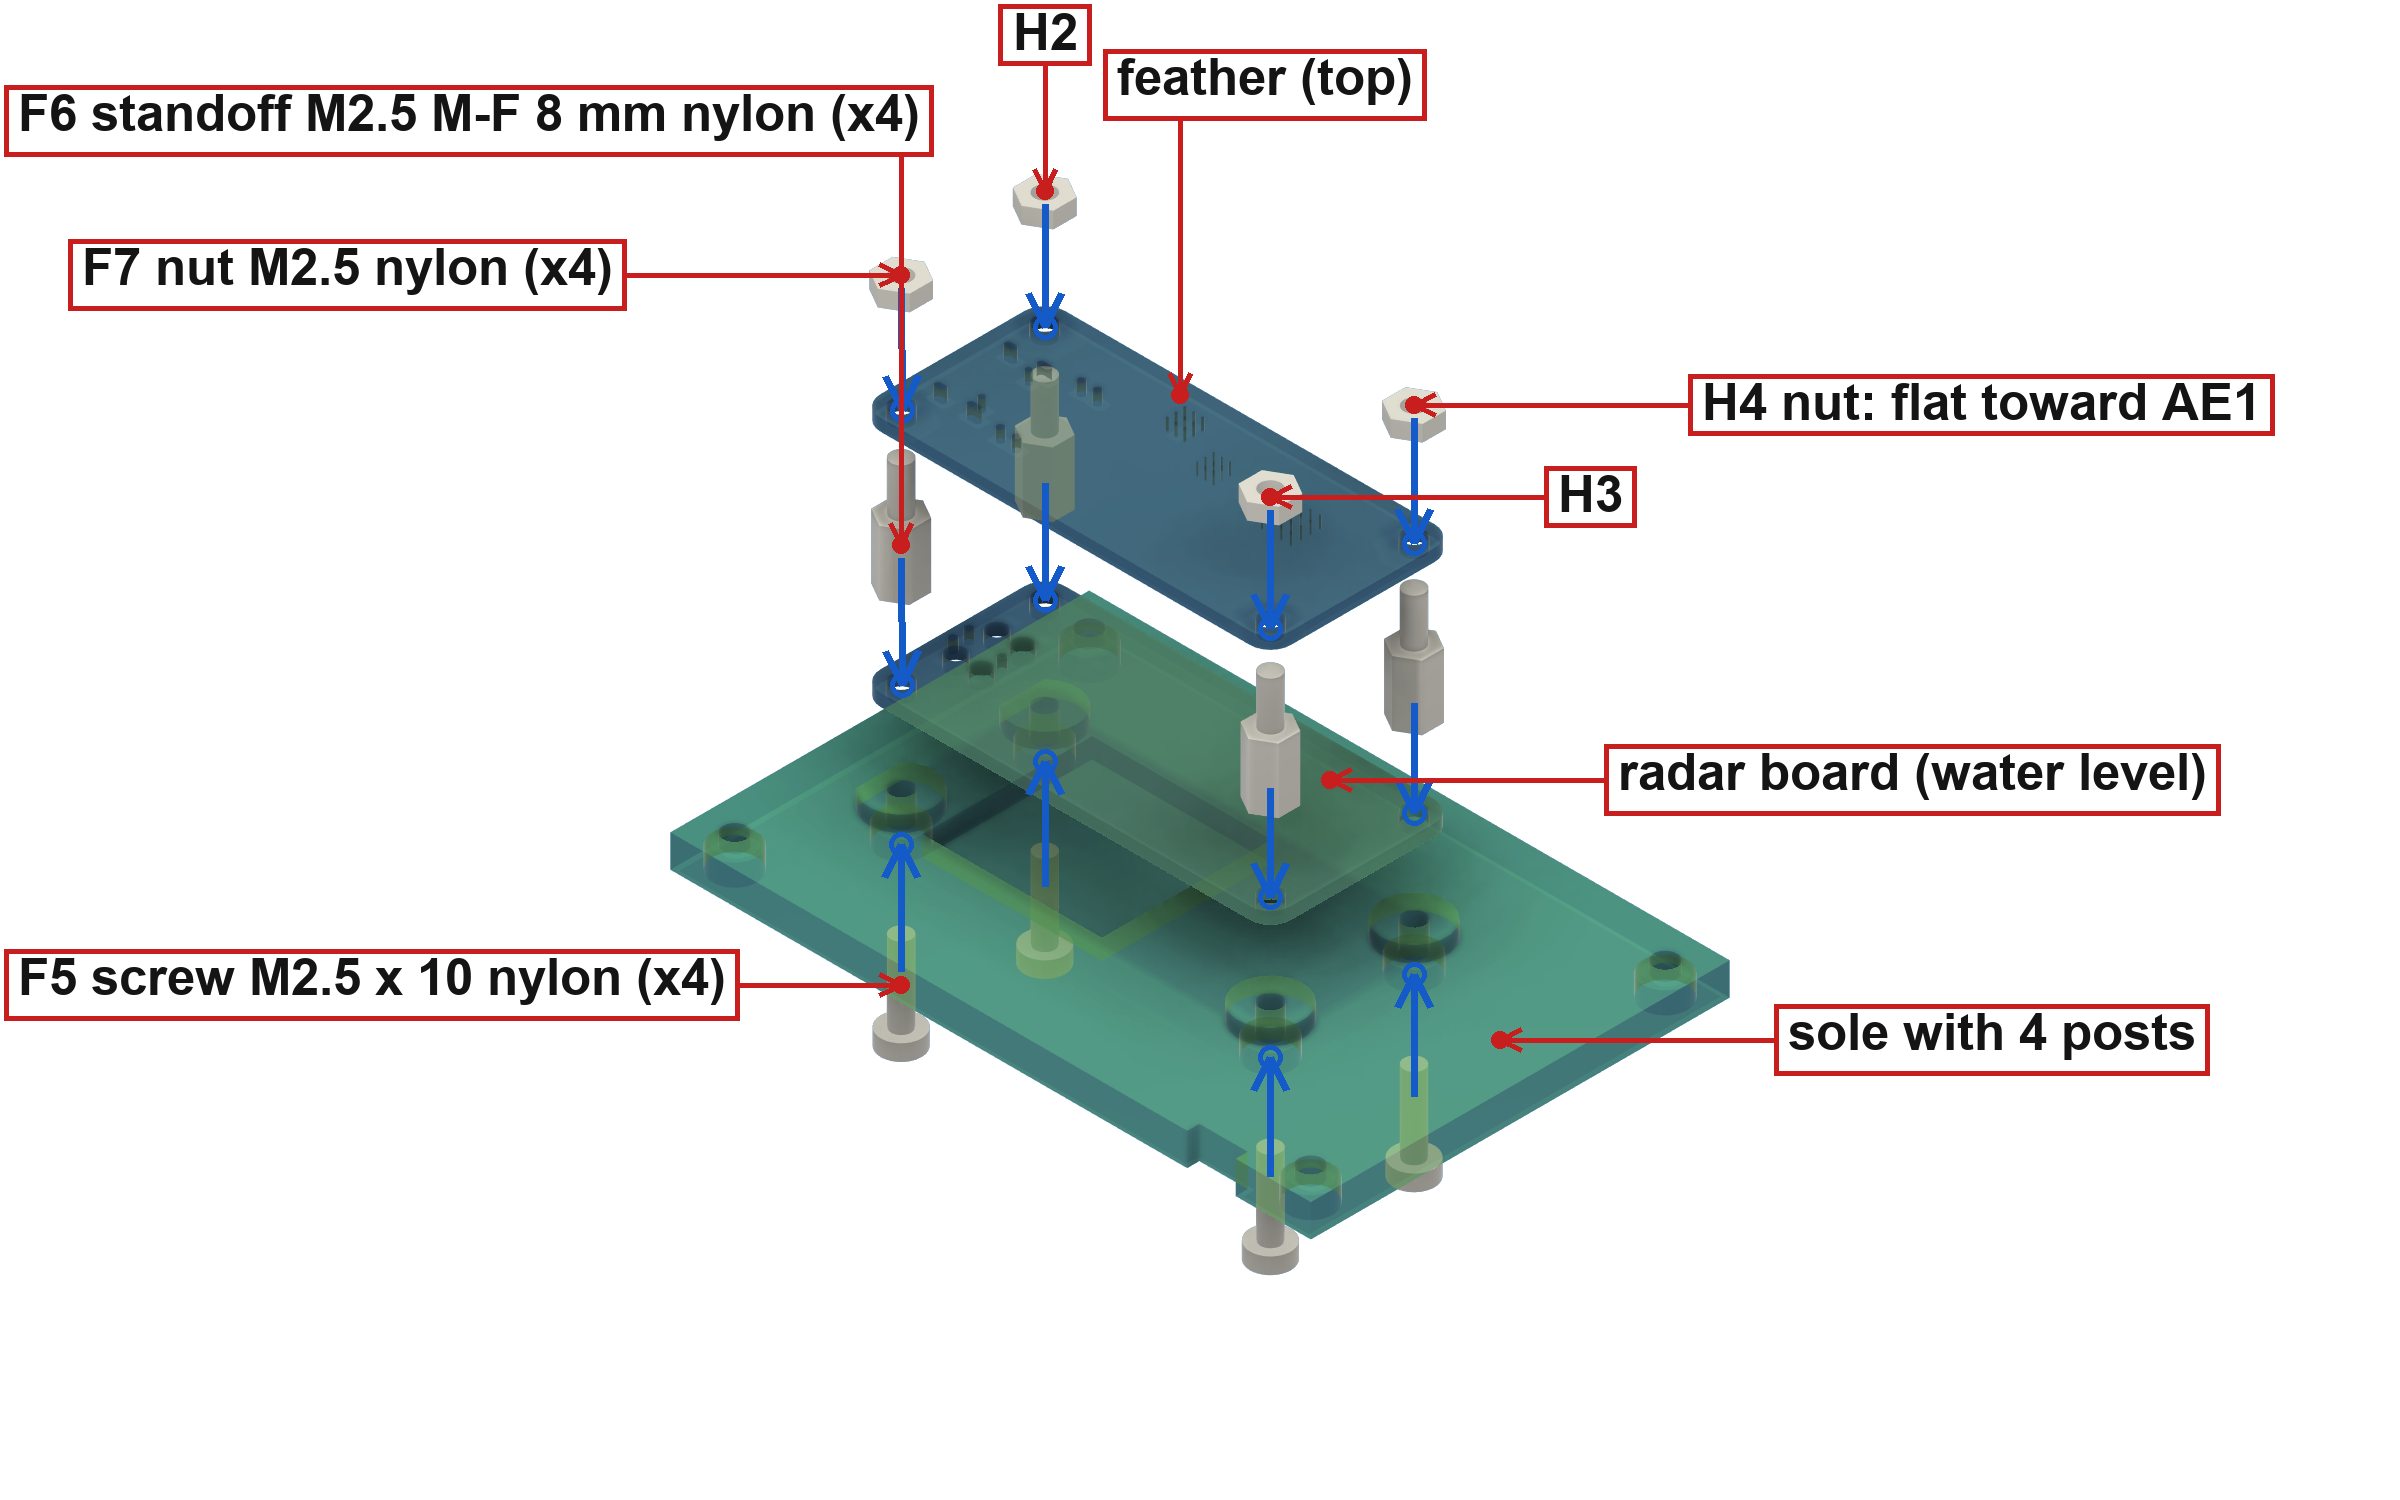 H2
feather (top)
F6 standoff M2.5 M-F 8 mm nylon (x4)
F7 nut M2.5 nylon (x4)
H4 nut: flat toward AE1
H3
radar board (water level)
F5 screw M2.5 x 10 nylon (x4)
sole with 4 posts